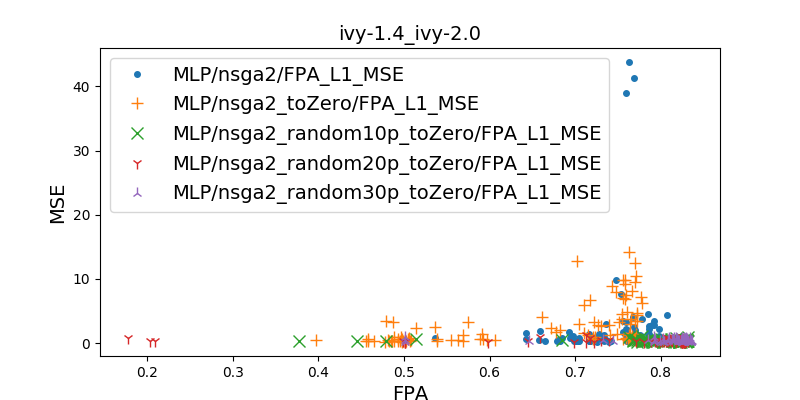 ivy-1.4_ivy-2.0
MLP/nsga2/FPA_L1_MSE
MLP/nsga2_toZero/FPA_L1_MSE
MLP/nsga2_random10p_toZero/FPA_L1_MSE
MLP/nsga2_random20p_toZero/FPA_L1_MSE
MLP/nsga2_random30p_toZero/FPA_L1_MSE
MSE
40
30
20
10
0
0.2 0.3 0.4 0.5 0.6 0.7 0.8
FPA